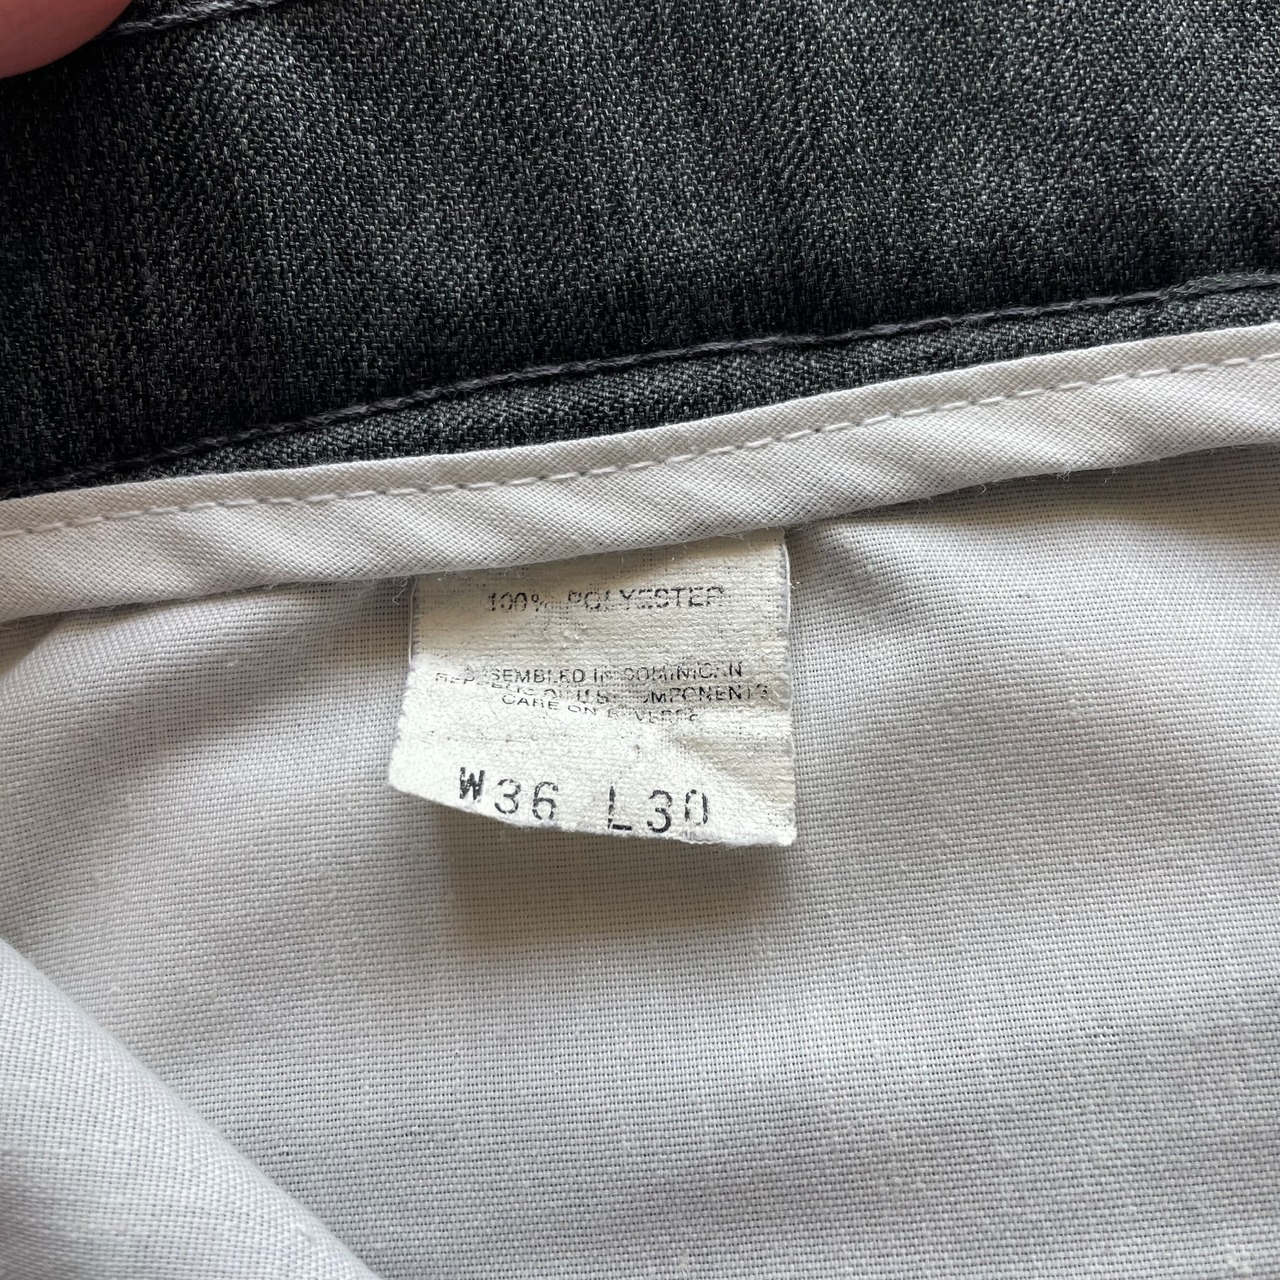 100% POLYESTER
ASSEMBLED IN DOMINICAN
REPUBLIC OF U.S. COMPONENTS
CARE ON REVERSE
W36 L30